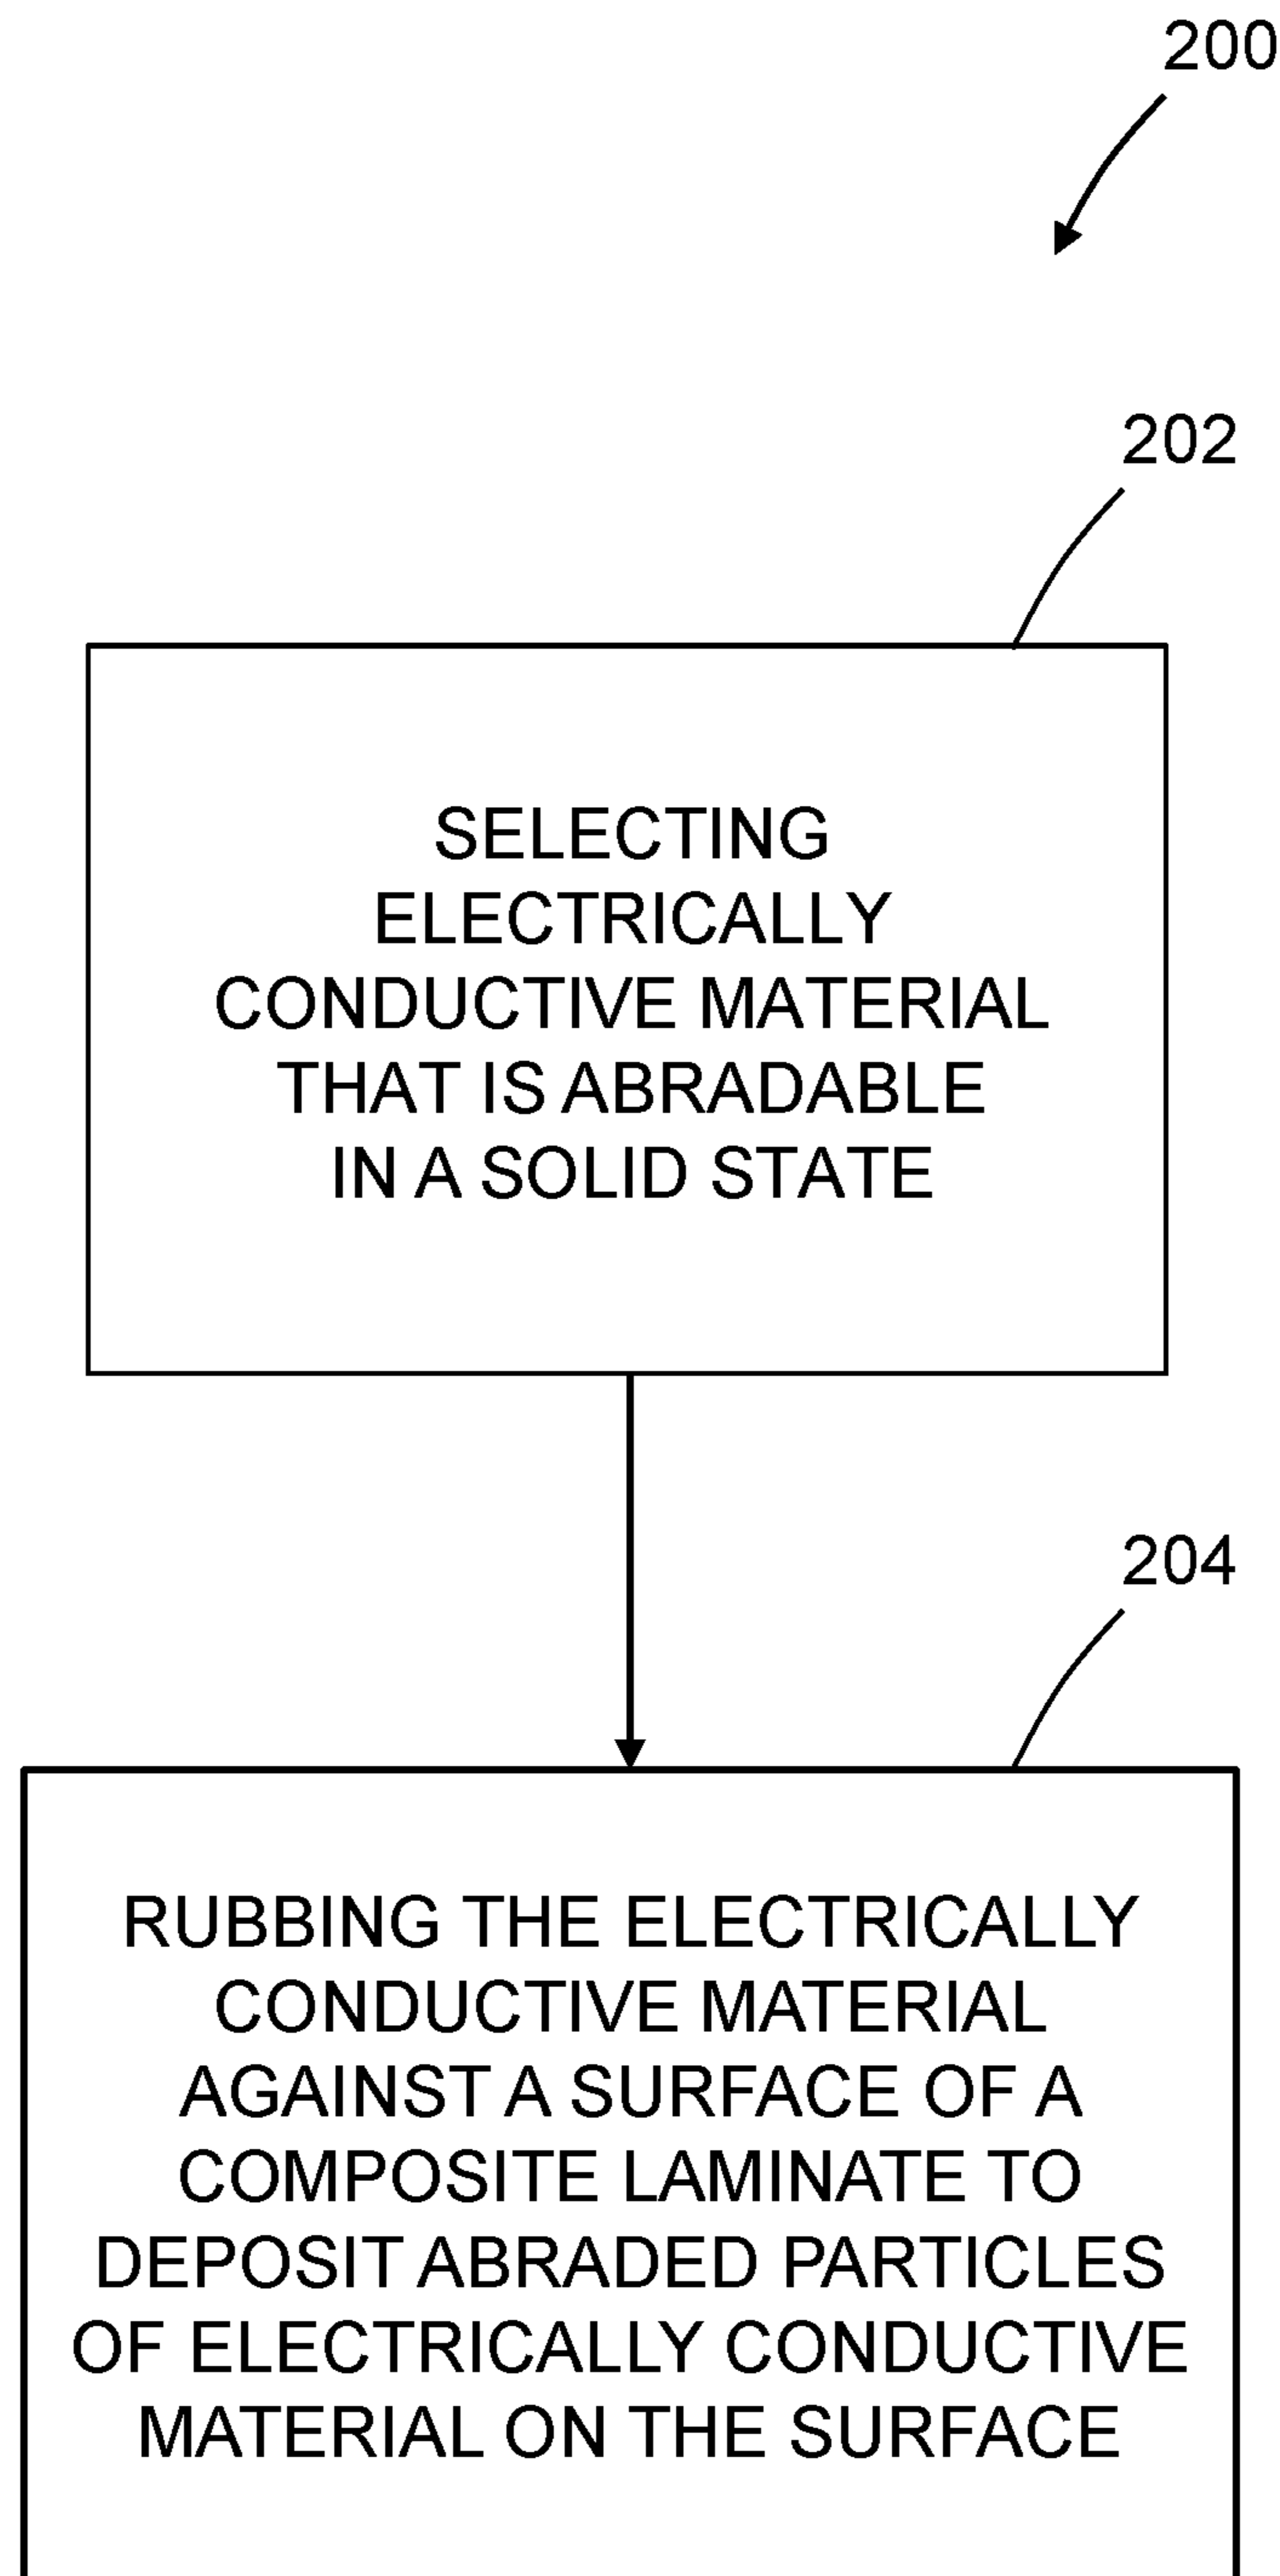 200
202
SELECTING
ELECTRICALLY
CONDUCTIVE MATERIAL
THAT IS ABRADABLE
IN A SOLID STATE
204
RUBBING THE ELECTRICALLY
CONDUCTIVE MATERIAL
AGAINST A SURFACE OF A
COMPOSITE LAMINATE TO
DEPOSIT ABRADED PARTICLES
OF ELECTRICALLY CONDUCTIVE
MATERIAL ON THE SURFACE